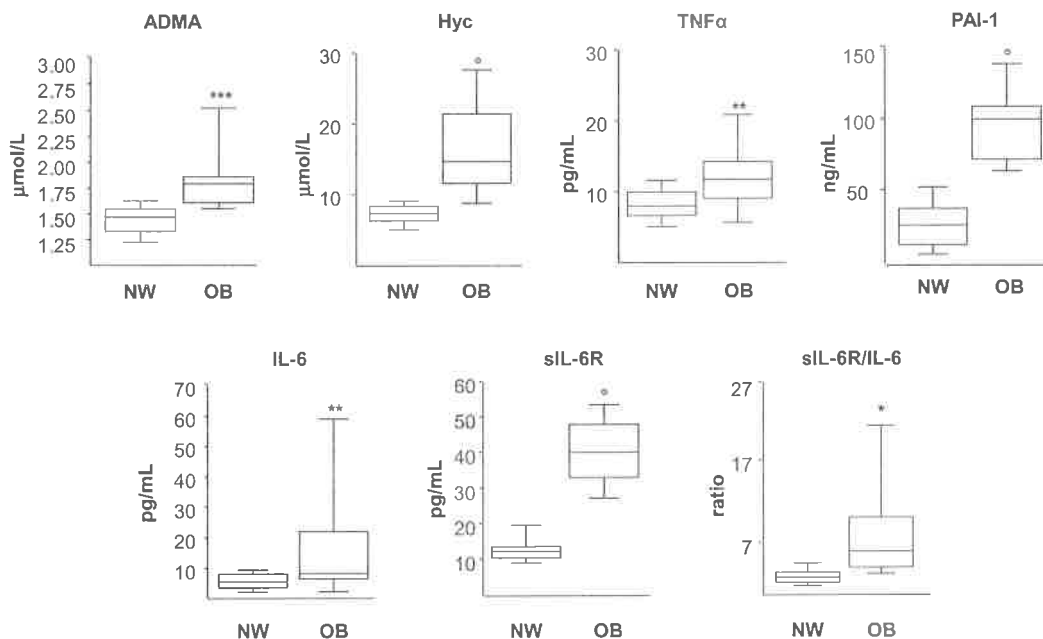 ADMA
μmol/L
3.00
2.75
2.50
2.00
1.75
1.50
1.25
***
NW OB
Hyc
μmol/L
30
20
10
°
NW OB
TNFα
pg/mL
30
20
10
**
NW OB
PAI-1
ng/mL
150
100
50
°
NW OB
IL-6
pg/mL
70
60
50
40
30
20
10
**
NW OB
sIL-6R
pg/mL
60
50
40
30
20
10
°
NW OB
sIL-6R/IL-6
ratio
27
17
7
*
NW OB